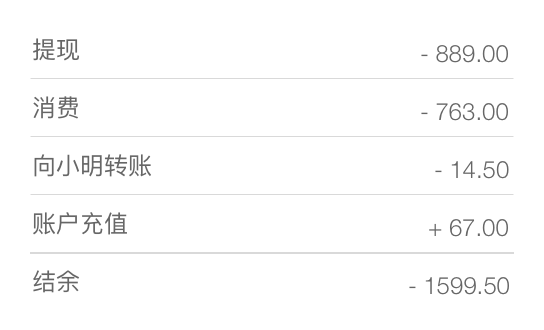 提现 - 889.00
消费 - 763.00
向小明转账 - 14.50
账户充值 + 67.00
结余 - 1599.50